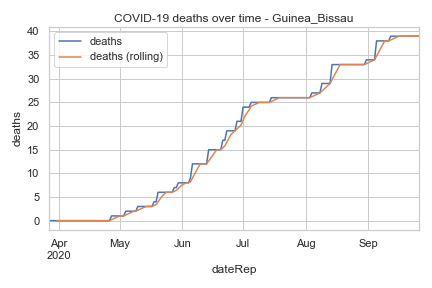 COVID-19 deaths over time - Guinea_Bissau
deaths
deaths (rolling)
40
35
30
25
20
15
10
5
0
deaths
Apr
2020
May
Jun
Jul
Aug
Sep
dateRep